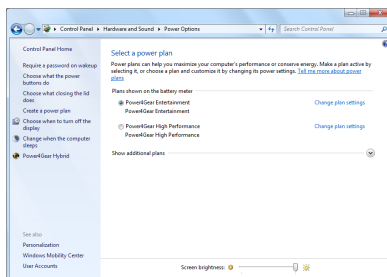 Control Panel ▸ Hardware and Sound ▸ Power Options
Search Control Panel
Control Panel Home
Require a password on wakeup
Choose what the power
buttons do
Choose what closing the lid
does
Create a power plan
Choose when to turn off the
display
Change when the computer
sleeps
Power4Gear Hybrid
See also
Personalization
Windows Mobility Center
User Accounts
Select a power plan
Power plans can help you maximize your computer's performance or conserve energy. Make a plan active by
selecting it, or choose a plan and customize it by changing its power settings. Tell me more about power
plans
Plans shown on the battery meter
Power4Gear Entertainment Change plan settings
Power4Gear Entertainment
Power4Gear High Performance Change plan settings
Power4Gear High Performance
Show additional plans
Screen brightness: